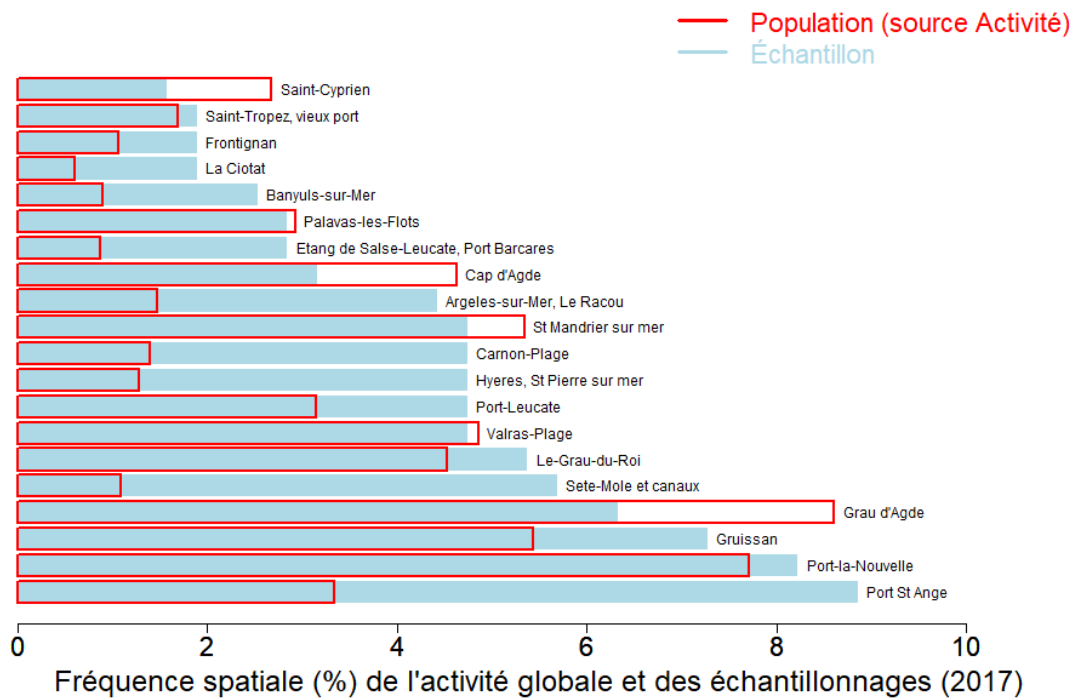 Population (source Activité)
Échantillon
Saint-Cyprien
Saint-Tropez, vieux port
Frontignan
La Ciotat
Banyuls-sur-Mer
Palavas-les-Flots
Etang de Salse-Leucate, Port Barcares
Cap d'Agde
Argeles-sur-Mer, Le Racou
St Mandrier sur mer
Carnon-Plage
Hyeres, St Pierre sur mer
Port-Leucate
Valras-Plage
Le-Grau-du-Roi
Sete-Mole et canaux
Grau d'Agde
Gruissan
Port-la-Nouvelle
Port St Ange
0 2 4 6 8 10
Fréquence spatiale (%) de l'activité globale et des échantillonnages (2017)